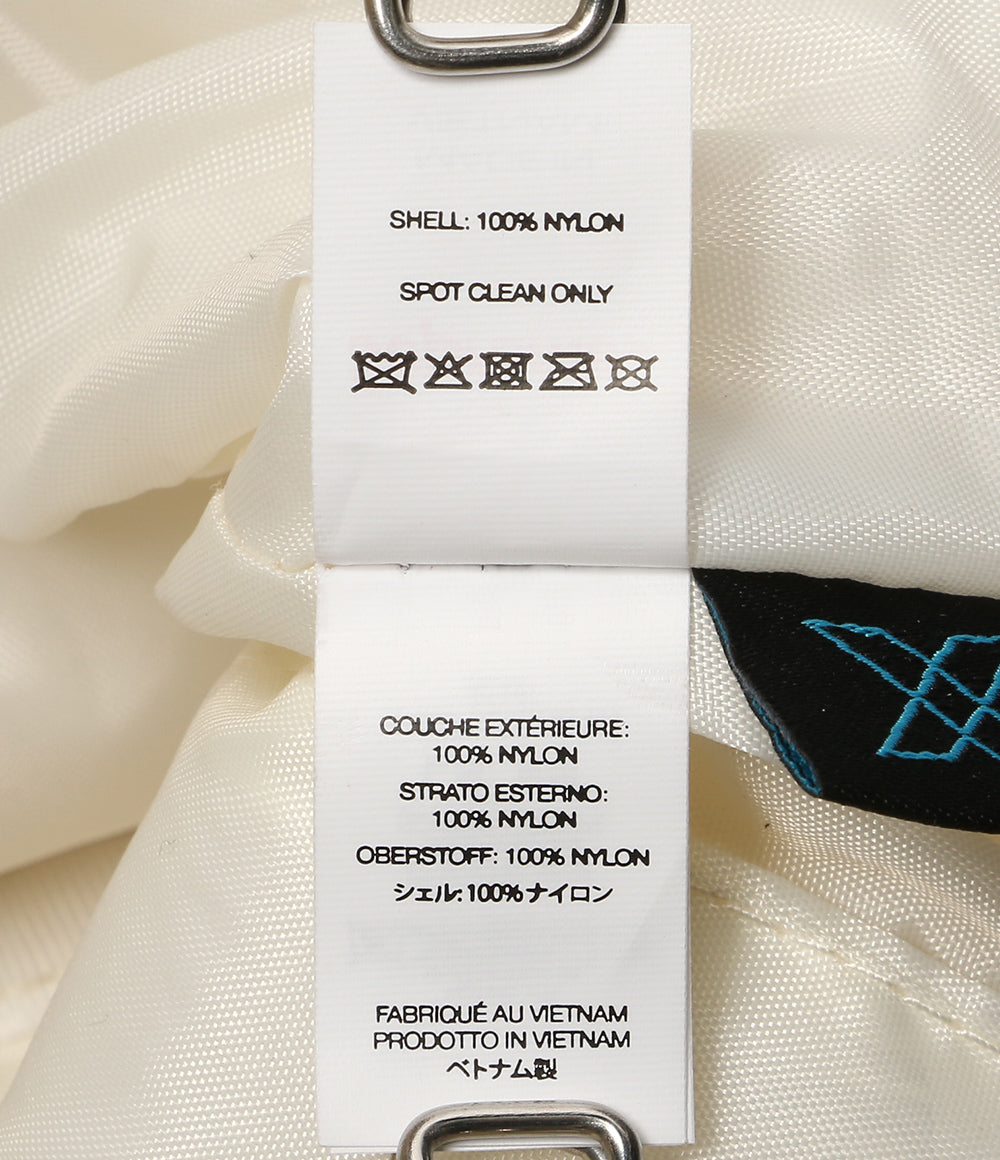 SHELL: 100% NYLON
SPOT CLEAN ONLY
COUCHE EXTÉRIEURE:
100% NYLON
STRATO ESTERNO:
100% NYLON
OBERSTOFF: 100% NYLON
シェル: 100% ナイロン
FABRIQUÉ AU VIETNAM
PRODOTTO IN VIETNAM
ベトナム製